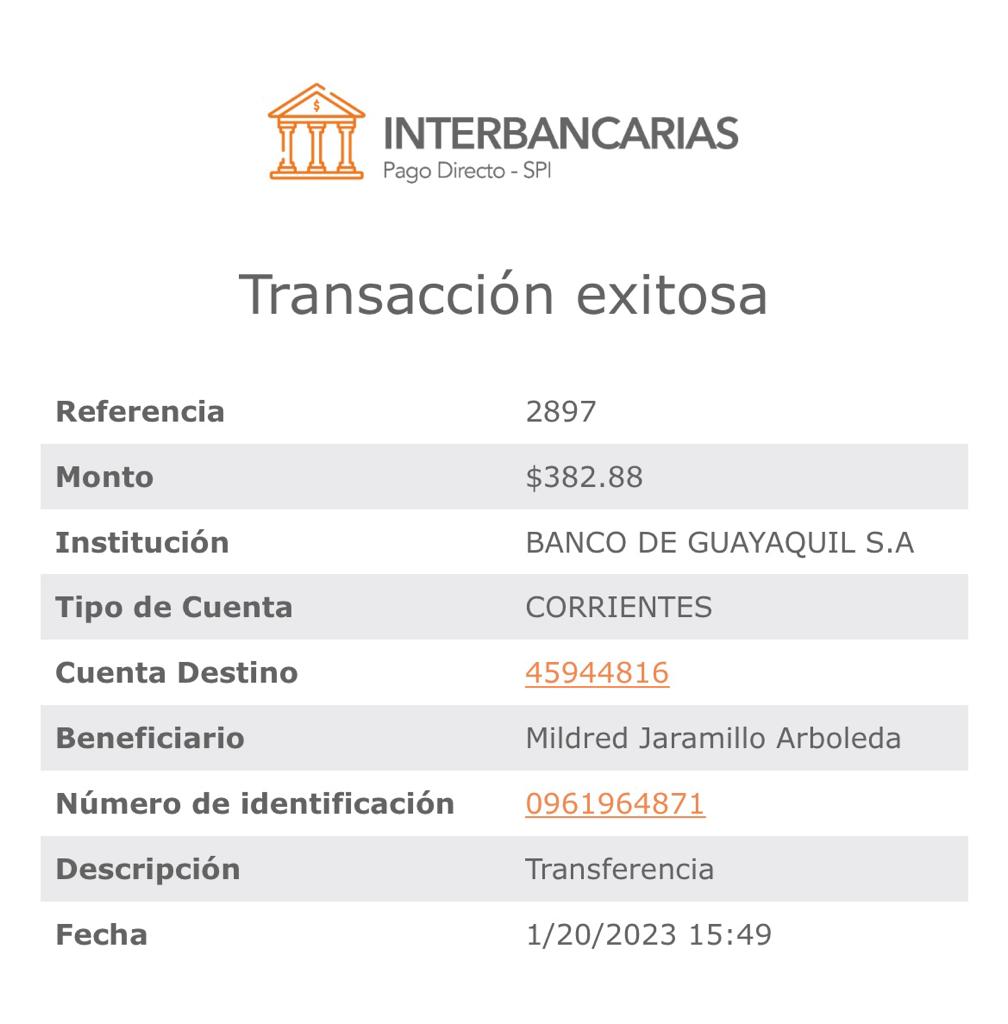 $
INTERBANCARIAS
Pago Directo - SPI
Transacción exitosa
Referencia 2897
Monto $382.88
Institución BANCO DE GUAYAQUIL S.A
Tipo de Cuenta CORRIENTES
Cuenta Destino 45944816
Beneficiario Mildred Jaramillo Arboleda
Número de identificación 0961964871
Descripción Transferencia
Fecha 1/20/2023 15:49